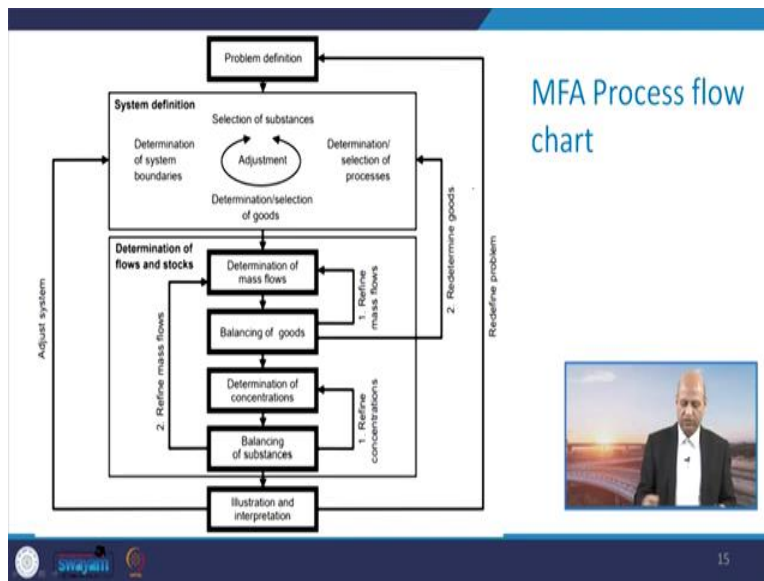 MFA Process flow
chart
Problem definition
System definition
Selection of substances
Determination
of system
boundaries
Adjustment
Determination/
selection of
processes
Determination/selection
of goods
Determination of
flows and stocks
Determination of
mass flows
1. Refine
mass flows
Balancing of goods
Determination of
concentrations
1. Refine
concentrations
Balancing
of substances
2. Refine mass flows
Illustration and
interpretation
Adjust system
2. Redetermine goods
Redefine problem
swayam
15